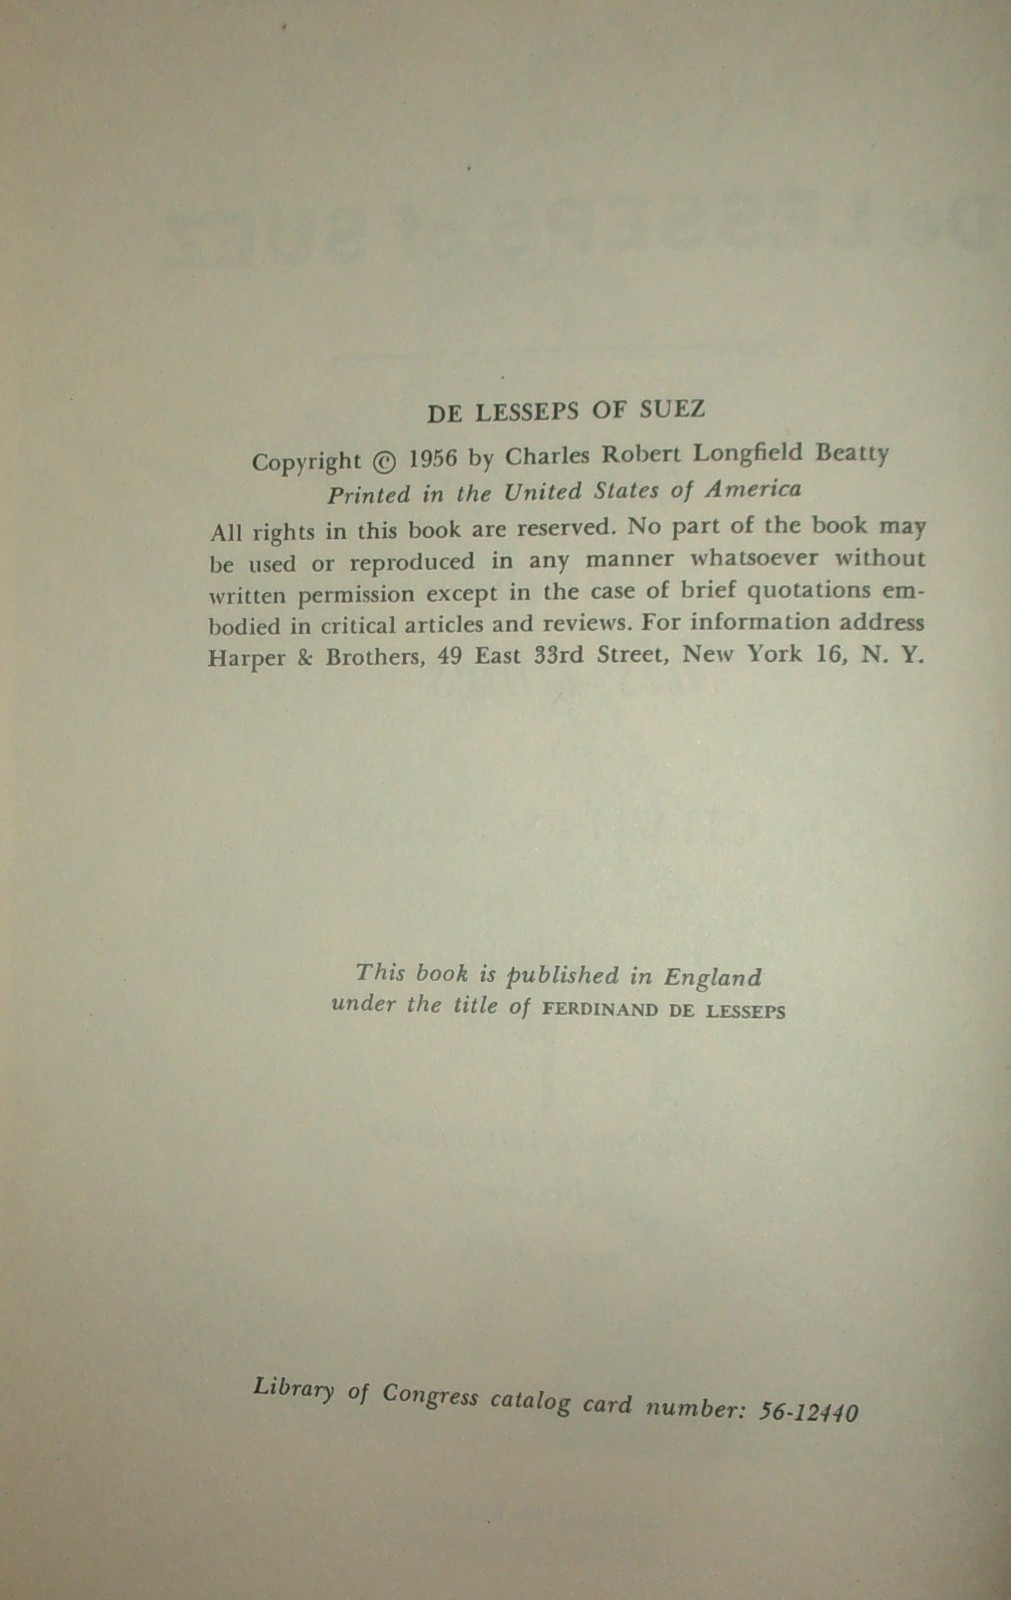 DE LESSEPS OF SUEZ
Copyright © 1956 by Charles Robert Longfield Beatty
Printed in the United States of America
All rights in this book are reserved. No part of the book may
be used or reproduced in any manner whatsoever without
written permission except in the case of brief quotations em-
bodied in critical articles and reviews. For information address
Harper & Brothers, 49 East 33rd Street, New York 16, N. Y.
This book is published in England
under the title of FERDINAND DE LESSEPS
Library of Congress catalog card number: 56-12440